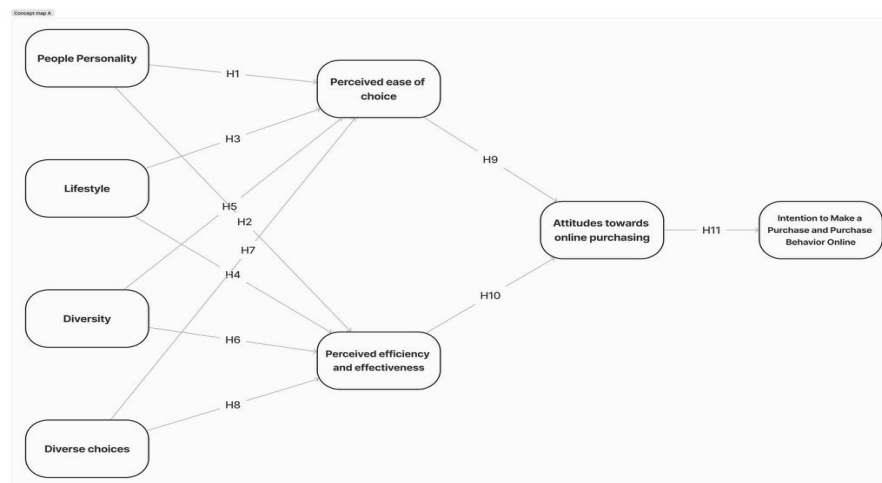 Concept map A
People Personality
H1
Perceived ease of
choice
H3
H9
Lifestyle
H5
H2
Attitudes towards
online purchasing
H11
Intention to Make a
Purchase and Purchase
Behavior Online
H7
H4
H10
Diversity
H6
Perceived efficiency
and effectiveness
H8
Diverse choices